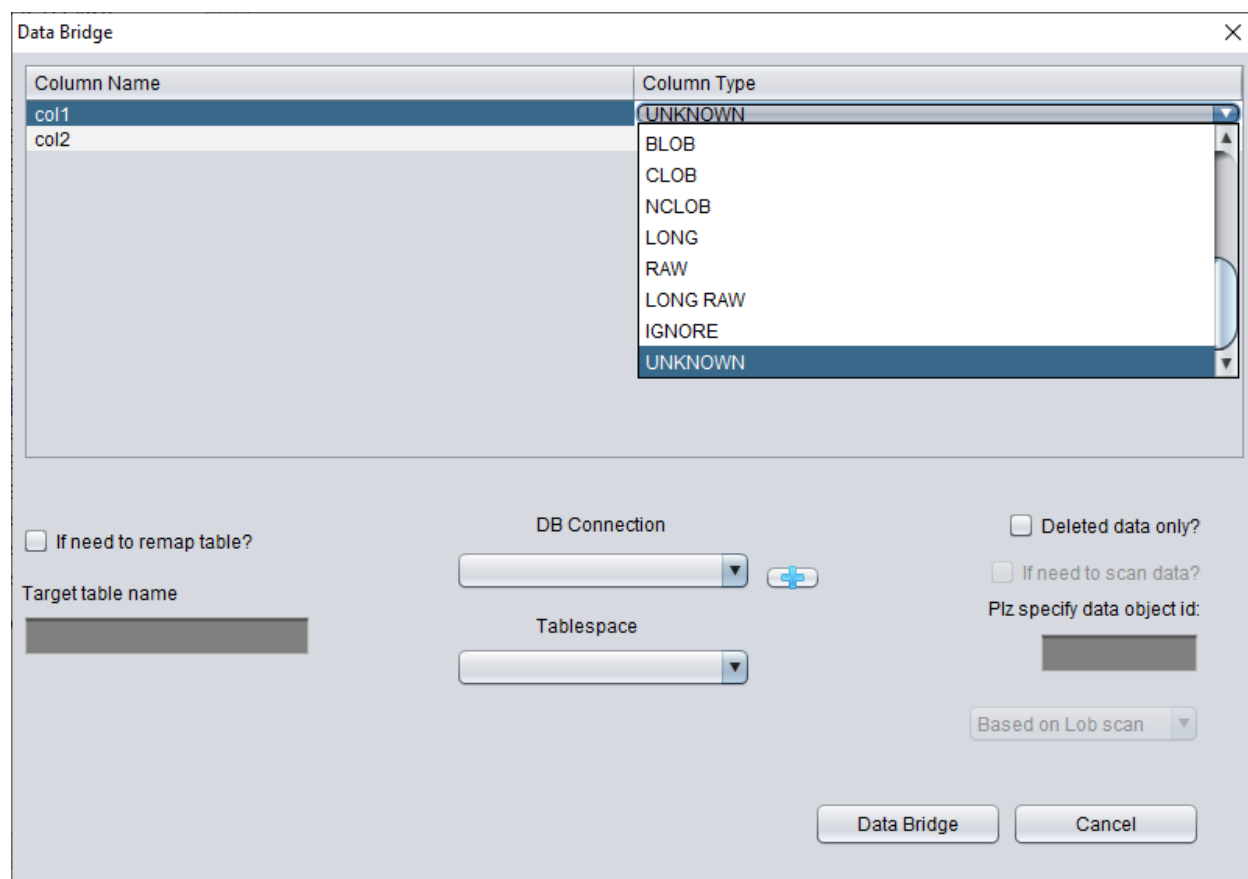 Data Bridge
Column Name Column Type
col1 UNKNOWN
col2
BLOB
CLOB
NCLOB
LONG
RAW
LONG RAW
IGNORE
UNKNOWN
If need to remap table?
Target table name
DB Connection
Tablespace
Deleted data only?
If need to scan data?
Plz specify data object id:
Based on Lob scan
Data Bridge Cancel